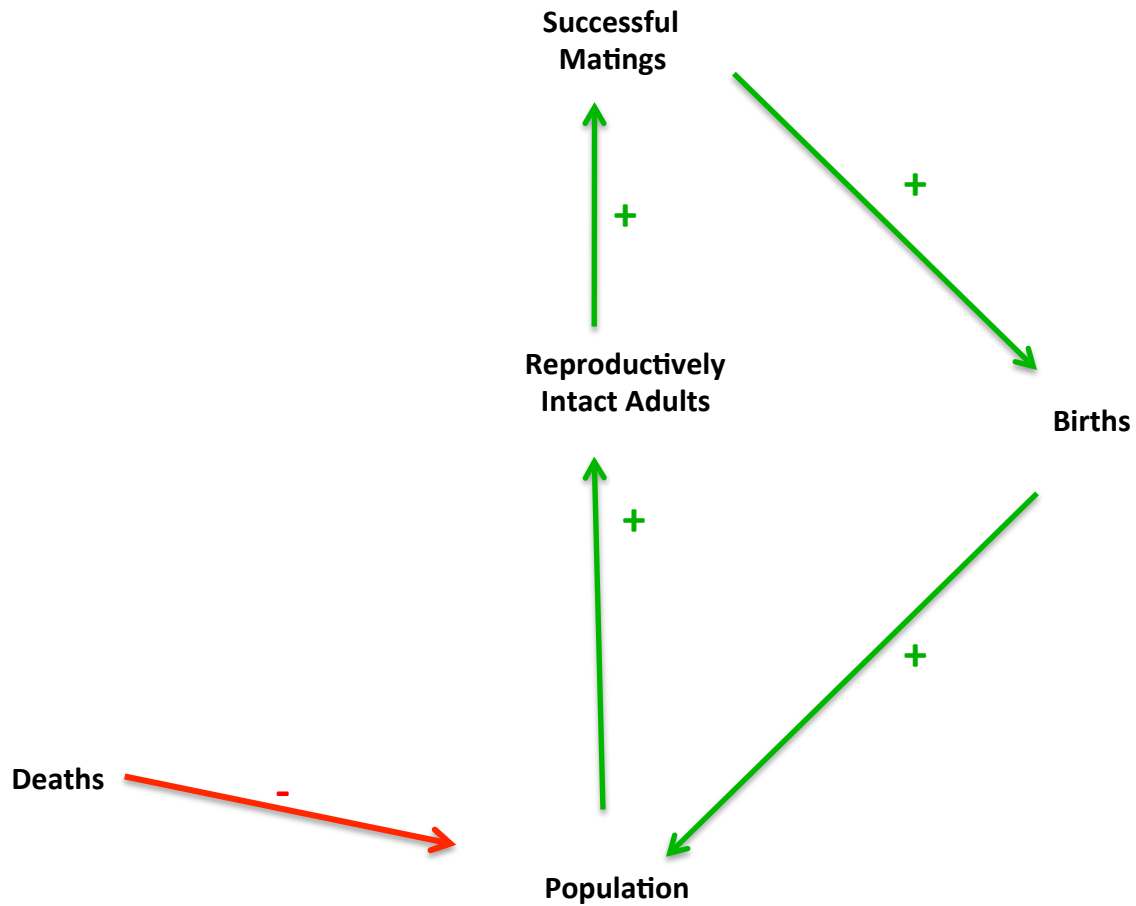 Successful
Matings
+
+
Reproductively
Intact Adults
Births
+
+
Deaths
-
Population